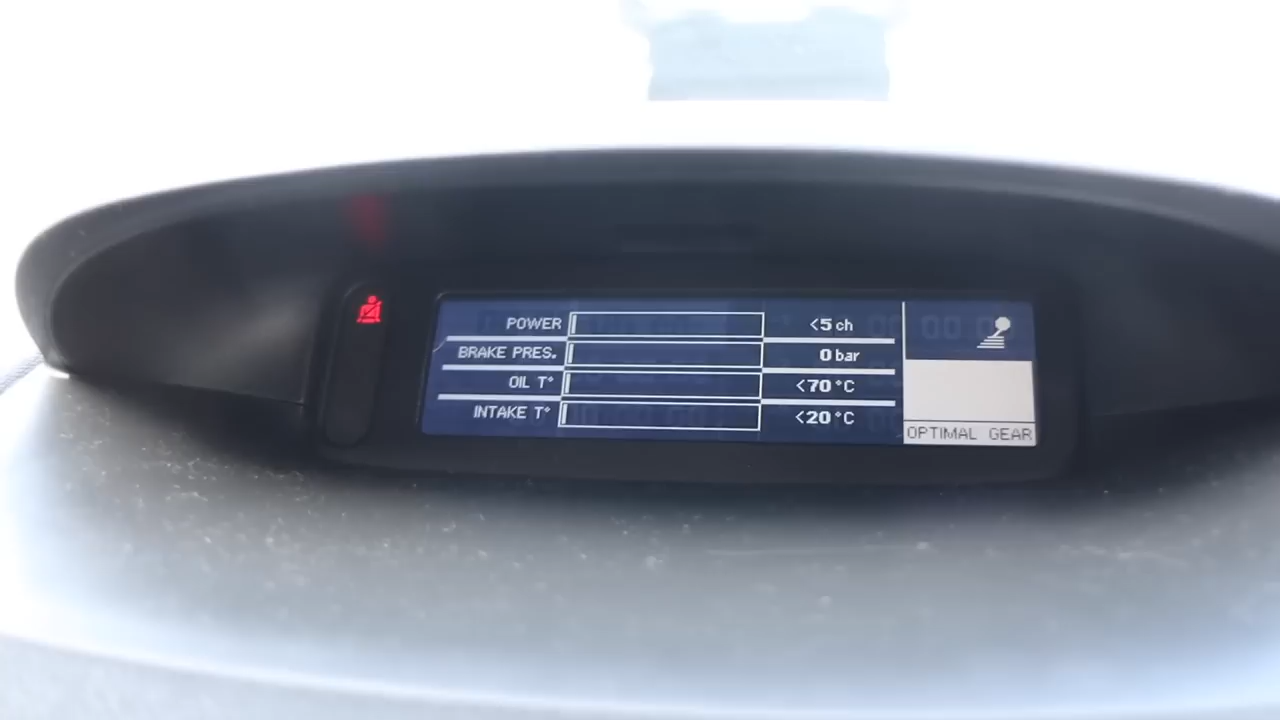 POWER <5 ch
BRAKE PRES. 0 bar
OIL T° <70 °C
INTAKE T° <20 °C
OPTIMAL GEAR